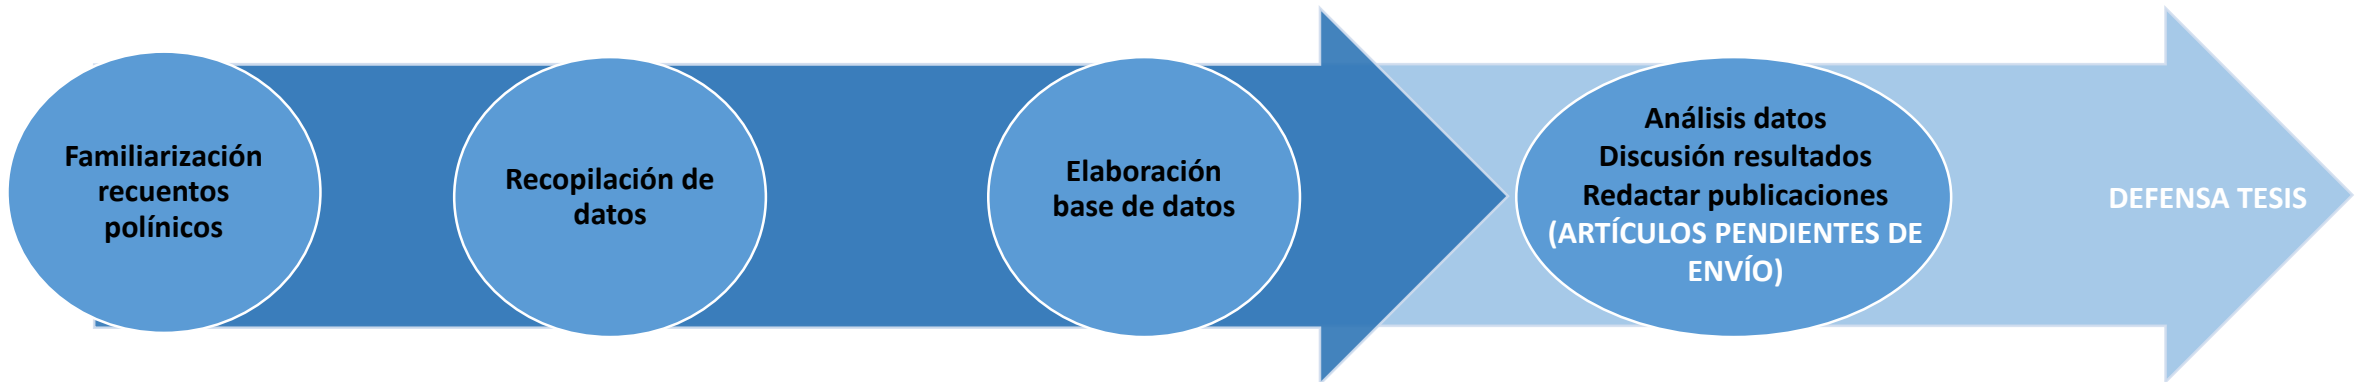 Familiarización
recuentos
polínicos
Recopilación de
datos
Elaboración
base de datos
Análisis datos
Discusión resultados
Redactar publicaciones
(ARTÍCULOS PENDIENTES DE
ENVÍO)
DEFENSA TESIS